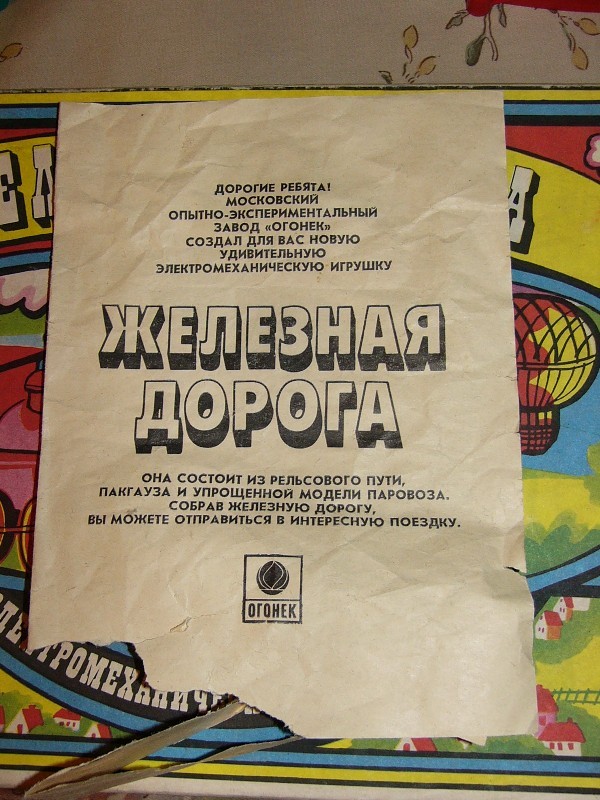 ДОРОГИЕ РЕБЯТА!
МОСКОВСКИЙ
ОПЫТНО-ЭКСПЕРИМЕНТАЛЬНЫЙ
ЗАВОД «ОГОНЕК»
СОЗДАЛ ДЛЯ ВАС НОВУЮ
УДИВИТЕЛЬНУЮ
ЭЛЕКТРОМЕХАНИЧЕСКУЮ ИГРУШКУ
ЖЕЛЕЗНАЯ
ДОРОГА
ОНА СОСТОИТ ИЗ РЕЛЬСОВОГО ПУТИ,
ПАКГАУЗА И УПРОЩЕННОЙ МОДЕЛИ ПАРОВОЗА.
СОБРАВ ЖЕЛЕЗНУЮ ДОРОГУ,
ВЫ МОЖЕТЕ ОТПРАВИТЬСЯ В ИНТЕРЕСНУЮ ПОЕЗДКУ.
ОГОНЕК